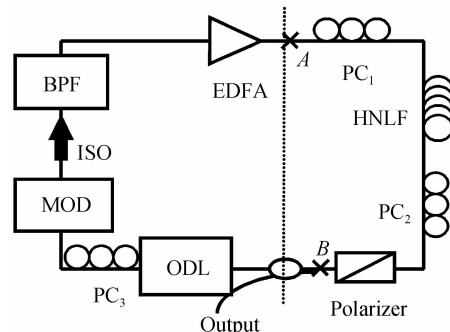 BPF
EDFA
A
PC1
HNLF
ISO
MOD
PC2
B
PC3
ODL
Output
Polarizer